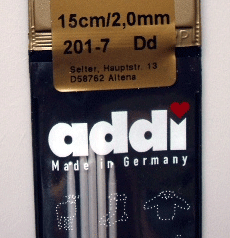 15cm/2,0mm
201-7 Dd
Selter, Hauptstr. 13
D58762 Altena
addi
Made in Germany